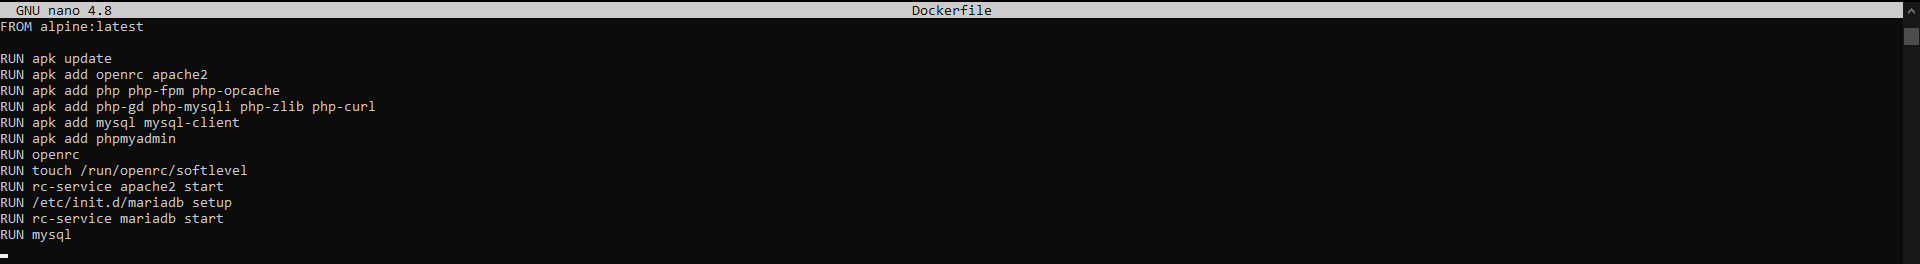 GNU nano 4.8 Dockerfile
FROM alpine:latest
RUN apk update
RUN apk add openrc apache2
RUN apk add php php-fpm php-opcache
RUN apk add php-gd php-mysqli php-zlib php-curl
RUN apk add mysql mysql-client
RUN apk add phpmyadmin
RUN openrc
RUN touch /run/openrc/softlevel
RUN rc-service apache2 start
RUN /etc/init.d/mariadb setup
RUN rc-service mariadb start
RUN mysql